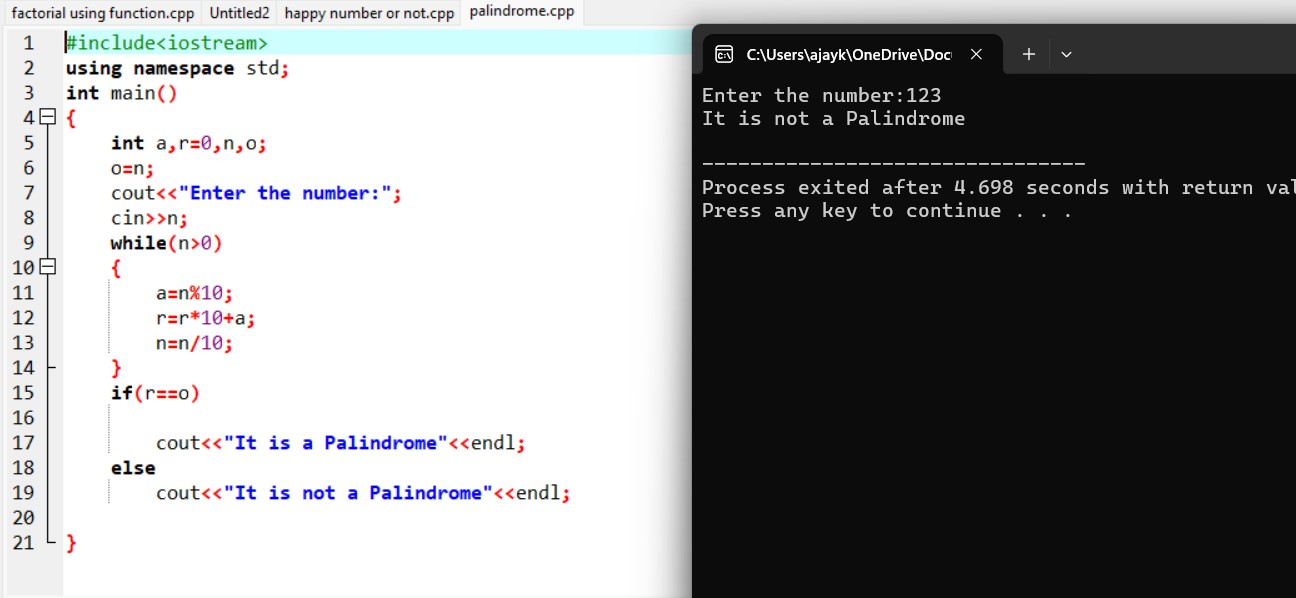 factorial using function.cpp Untitled2 happy number or not.cpp palindrome.cpp
1 #include<iostream>
2 using namespace std;
3 int main()
4 {
5 int a,r=0,n,o;
6 o=n;
7 cout<<"Enter the number:";
8 cin>>n;
9 while(n>0)
10 {
11 a=n%10;
12 r=r*10+a;
13 n=n/10;
14 }
15 if(r==o)
16
17 cout<<"It is a Palindrome"<<endl;
18 else
19 cout<<"It is not a Palindrome"<<endl;
20
21 }
C:\Users\ajayk\OneDrive\Doc
Enter the number:123
It is not a Palindrome
--------------------------------
Process exited after 4.698 seconds with return val
Press any key to continue . . .